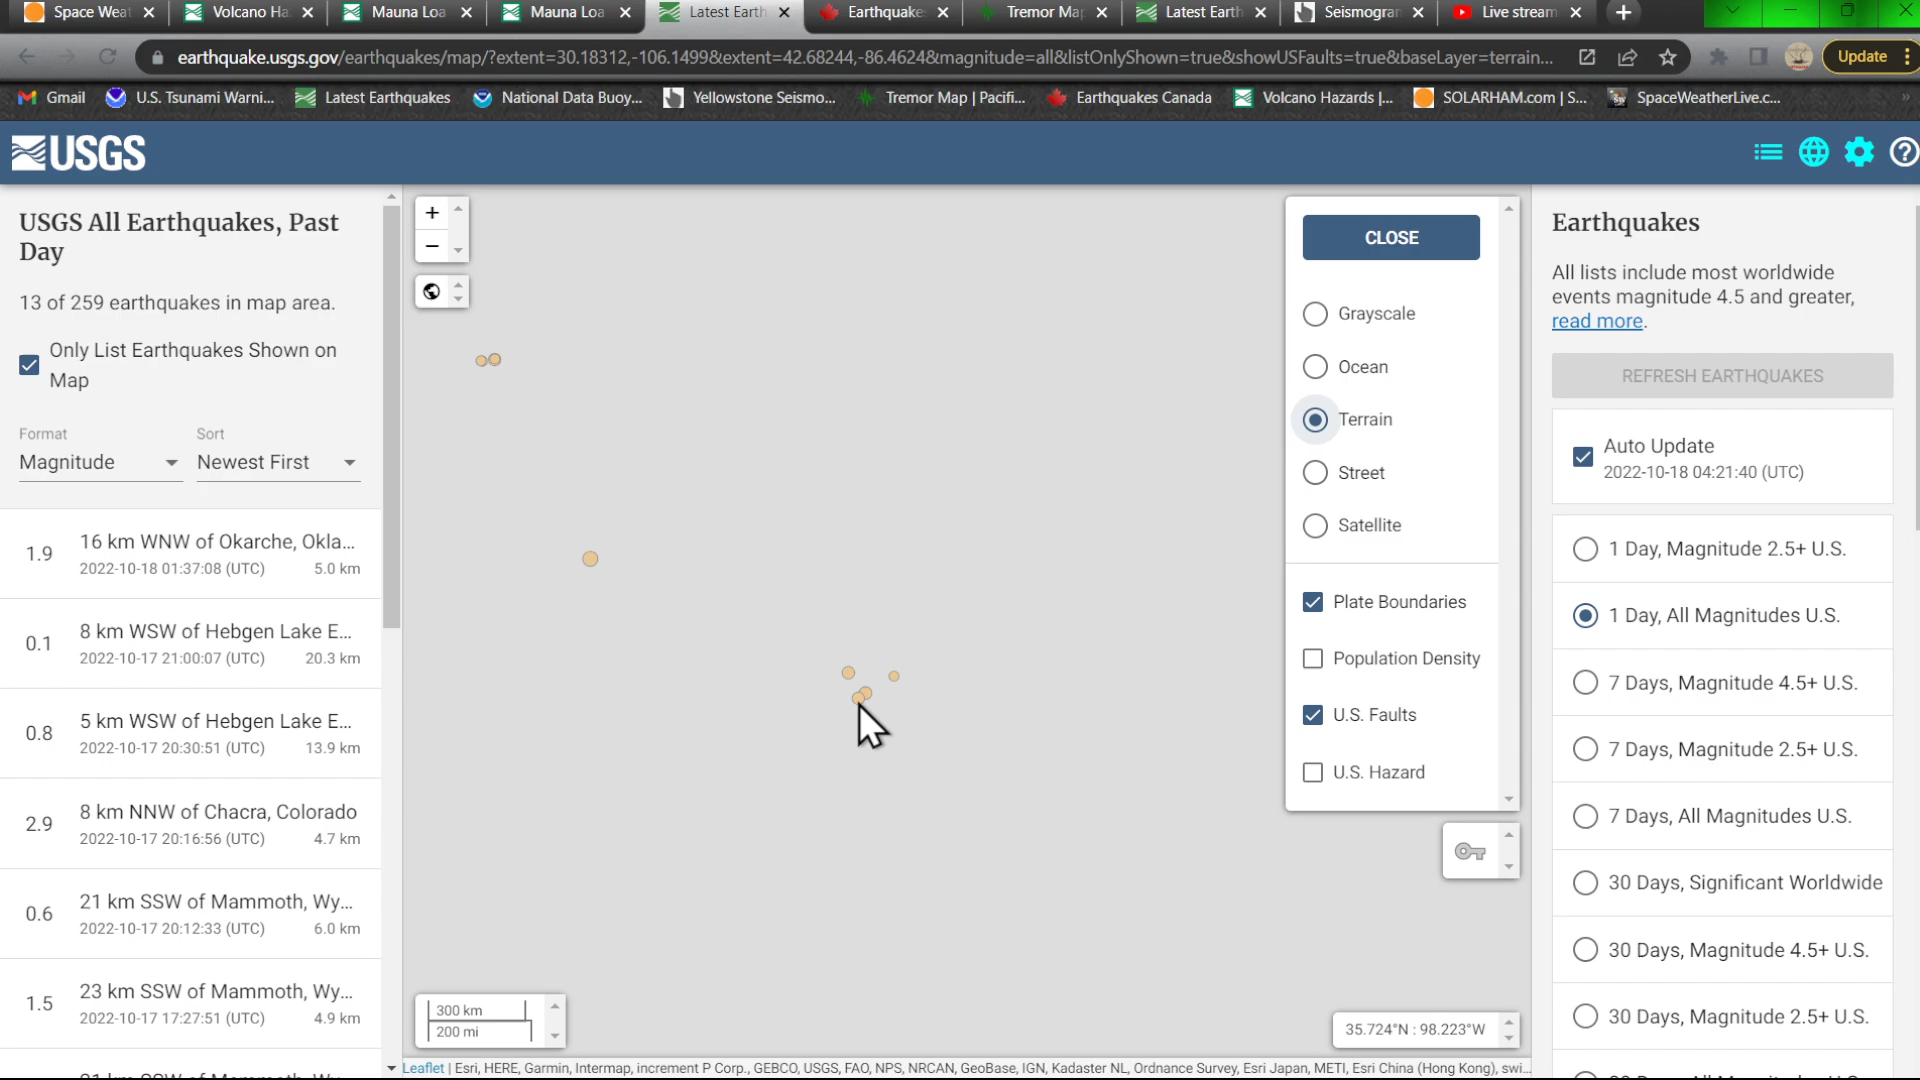 Space Weat
Volcano Ha
Mauna Loa
Mauna Loa
Latest Earth
Earthquake
Tremor Map
Latest Earth
Seismogram
Live stream
earthquake.usgs.gov/earthquakes/map/?extent=30.18312,-106.1499&extent=42.68244,-86.4624&magnitude=all&listOnlyShown=true&showUSFaults=true&baseLayer=terrain...
Update
Gmail
U.S. Tsunami Warni...
Latest Earthquakes
National Data Buoy...
Yellowstone Seismo...
Tremor Map | Pacifi...
Earthquakes Canada
Volcano Hazards |...
SOLARHAM.com | S...
SpaceWeatherLive.c...
USGS
USGS All Earthquakes, Past
Day
13 of 259 earthquakes in map area.
Only List Earthquakes Shown on
Map
Format
Sort
Magnitude
Newest First
1.9
16 km WNW of Okarche, Okla...
2022-10-18 01:37:08 (UTC)
5.0 km
0.1
8 km WSW of Hebgen Lake E...
2022-10-17 21:00:07 (UTC)
20.3 km
0.8
5 km WSW of Hebgen Lake E...
2022-10-17 20:30:51 (UTC)
13.9 km
2.9
8 km NNW of Chacra, Colorado
2022-10-17 20:16:56 (UTC)
4.7 km
0.6
21 km SSW of Mammoth, Wy...
2022-10-17 20:12:33 (UTC)
6.0 km
1.5
23 km SSW of Mammoth, Wy...
2022-10-17 17:27:51 (UTC)
4.9 km
+
−
300 km
200 mi
CLOSE
Grayscale
Ocean
Terrain
Street
Satellite
Plate Boundaries
Population Density
U.S. Faults
U.S. Hazard
35.724°N : 98.223°W
Leaflet | Esri, HERE, Garmin, Intermap, increment P Corp., GEBCO, USGS, FAO, NPS, NRCAN, GeoBase, IGN, Kadaster NL, Ordnance Survey, Esri Japan, METI, Esri China (Hong Kong), swi...
Earthquakes
All lists include most worldwide
events magnitude 4.5 and greater,
read more.
REFRESH EARTHQUAKES
Auto Update
2022-10-18 04:21:40 (UTC)
1 Day, Magnitude 2.5+ U.S.
1 Day, All Magnitudes U.S.
7 Days, Magnitude 4.5+ U.S.
7 Days, Magnitude 2.5+ U.S.
7 Days, All Magnitudes U.S.
30 Days, Significant Worldwide
30 Days, Magnitude 4.5+ U.S.
30 Days, Magnitude 2.5+ U.S.